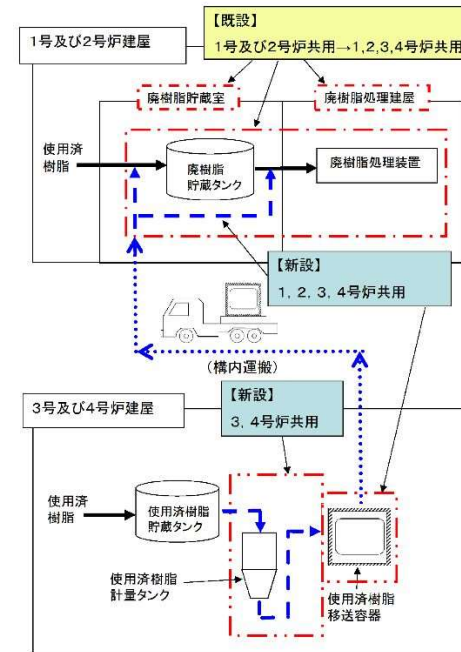 【既設】
1号及び2号炉共用→1,2,3,4号炉共用
1号及び2号炉建屋
廃樹脂貯蔵室
廃樹脂処理建屋
使用済
樹脂
廃樹脂
貯蔵タンク
廃樹脂処理装置
【新設】
1, 2, 3, 4号炉共用
(構内運搬)
3号及び4号炉建屋
【新設】
3, 4号炉共用
使用済
樹脂
使用済樹脂
貯蔵タンク
使用済樹脂
計量タンク
使用済樹脂
移送容器